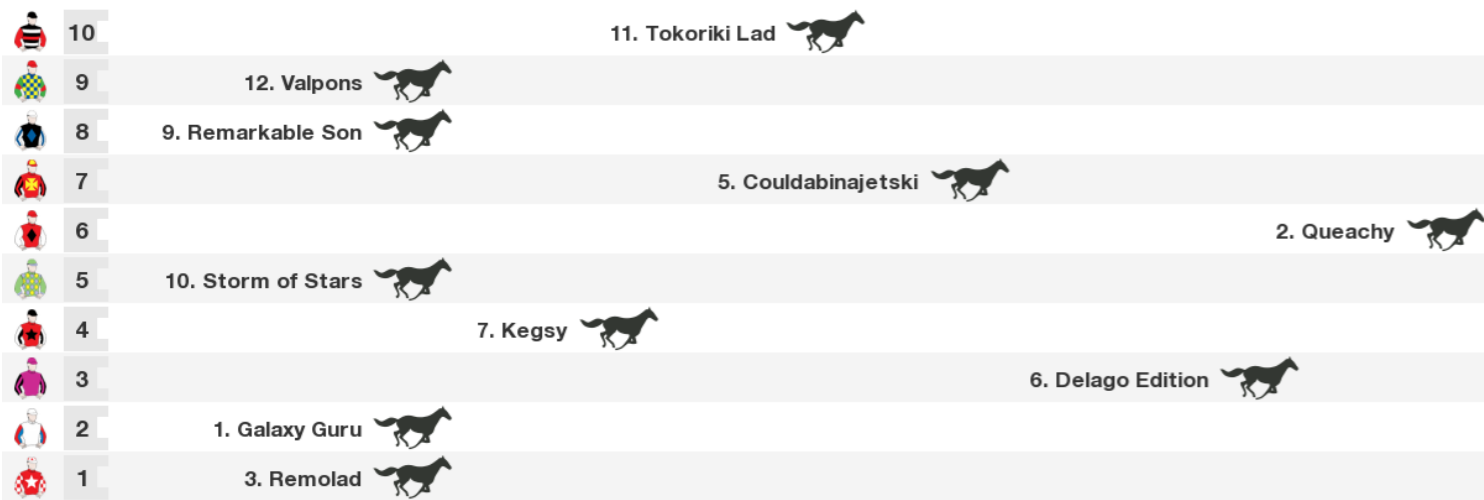 10 11. Tokoriki Lad
9 12. Valpons
8 9. Remarkable Son
7 5. Couldabinajetski
6 2. Queachy
5 10. Storm of Stars
4 7. Kegsy
3 6. Delago Edition
2 1. Galaxy Guru
1 3. Remolad